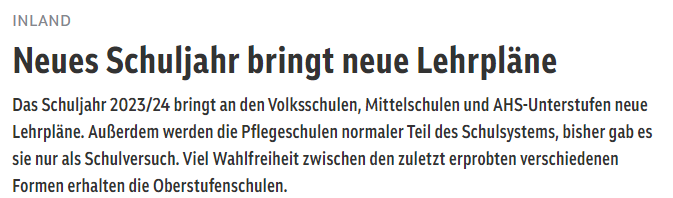 INLAND
Neues Schuljahr bringt neue Lehrpläne
Das Schuljahr 2023/24 bringt an den Volksschulen, Mittelschulen und AHS-Unterstufen neue
Lehrpläne. Außerdem werden die Pflegeschulen normaler Teil des Schulsystems, bisher gab es
sie nur als Schulversuch. Viel Wahlfreiheit zwischen den zuletzt erprobten verschiedenen
Formen erhalten die Oberstufenschulen.